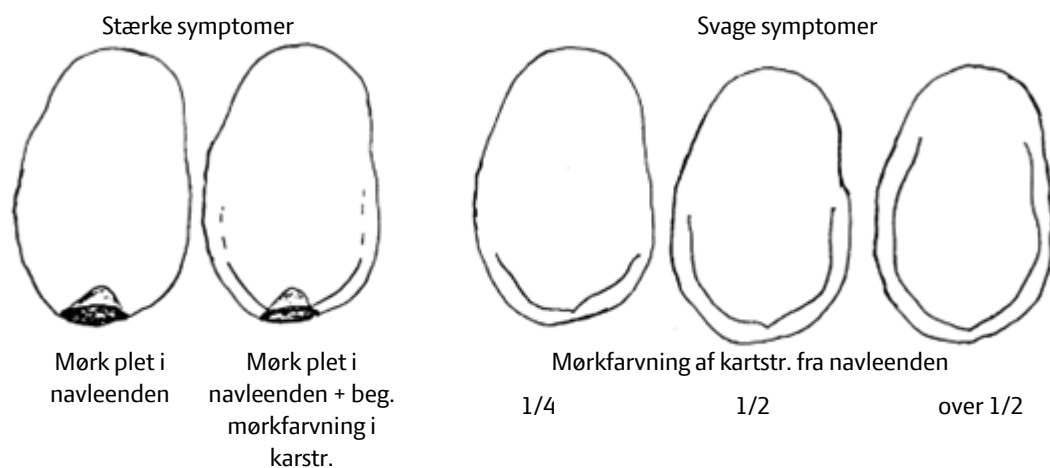 Stærke symptomer
Svage symptomer
Mørk plet i
navleenden
Mørk plet i
navleenden + beg.
mørkfarvning i
karstr.
Mørkfarvning af kartstr. fra navleenden
1/4
1/2
over 1/2